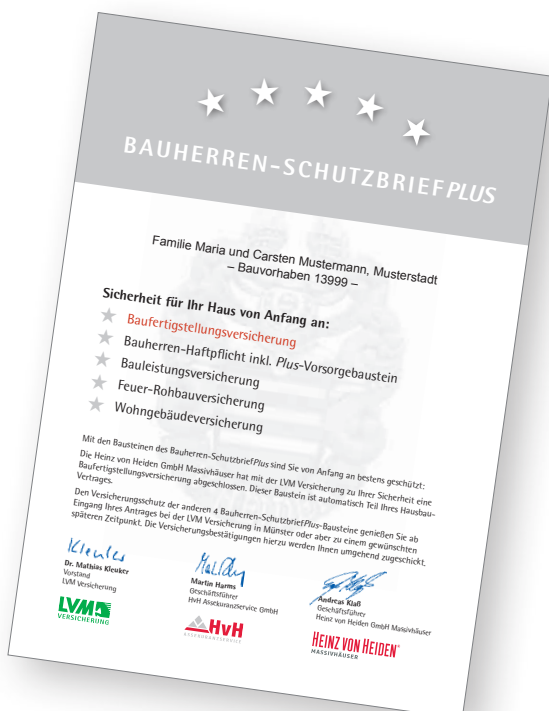 BAUHERREN-SCHUTZBRIEFPLUS
Familie Maria und Carsten Mustermann, Musterstadt
– Bauvorhaben 13999 –
Sicherheit für Ihr Haus von Anfang an:
Baufertigstellungsversicherung
Bauherren-Haftpflicht inkl. Plus-Vorsorgebaustein
Bauleistungsversicherung
Feuer-Rohbauversicherung
Wohngebäudeversicherung
Mit den Bausteinen des Bauherren-SchutzbriefPlus sind Sie von Anfang an bestens geschützt:
Die Heinz von Heiden GmbH Massivhäuser hat mit der LVM Versicherung zu Ihrer Sicherheit eine
Baufertigstellungsversicherung abgeschlossen. Dieser Baustein ist automatisch Teil Ihres Hausbau-
Vertrages.
Den Versicherungsschutz der anderen 4 Bauherren-SchutzbriefPlus-Bausteine genießen Sie ab
Eingang Ihres Antrages bei der LVM Versicherung in Münster oder aber zu einem gewünschten
späteren Zeitpunkt. Die Versicherungsbestätigungen hierzu werden Ihnen umgehend zugeschickt.
Kleuker
Dr. Mathias Kleuker
Vorstand
LVM Versicherung
LVM
VERSICHERUNG
Martin Harms
Geschäftsführer
HvH Assekuranzservice GmbH
HvH
ASSEKURANZSERVICE
Andreas Klaß
Geschäftsführer
Heinz von Heiden GmbH Massivhäuser
HEINZ VON HEIDEN
MASSIVHÄUSER